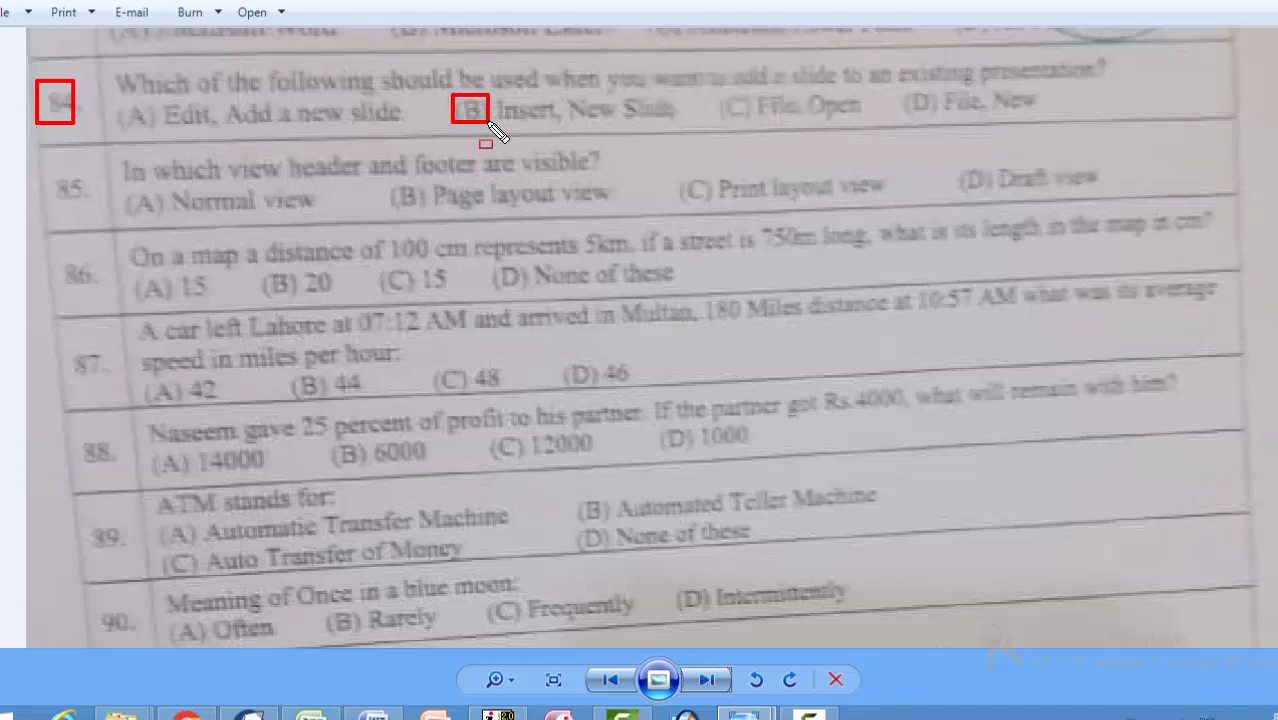 Print E-mail Burn Open
84. Which of the following should be used when you want to add a slide to an existing presentation?
(A) Edit, Add a new slide (B) Insert, New Slide, (C) File, Open (D) File, New
85. In which view header and footer are visible?
(A) Normal view (B) Page layout view (C) Print layout view (D) Draft view
86. On a map a distance of 100 cm represents 5km, if a street is 750m long, what is its length in the map in cm?
(A) 15 (B) 20 (C) 15 (D) None of these
87. A car left Lahore at 07:12 AM and arrived in Multan, 180 Miles distance at 10:57 AM what was its average
speed in miles per hour:
(A) 42 (B) 44 (C) 48 (D) 46
88. Naseem gave 25 percent of profit to his partner. If the partner got Rs.4000, what will remain with him?
(A) 14000 (B) 6000 (C) 12000 (D) 1000
89. ATM stands for:
(A) Automatic Transfer Machine (B) Automated Teller Machine
(C) Auto Transfer of Money (D) None of these
90. Meaning of Once in a blue moon:
(A) Often (B) Rarely (C) Frequently (D) Intermittently